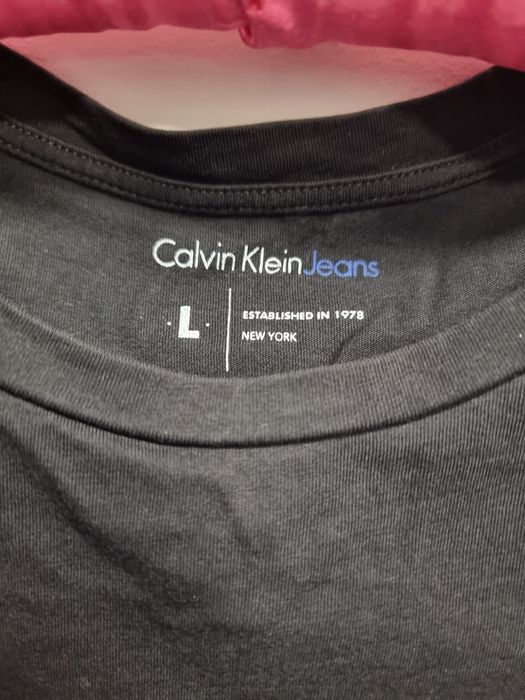 Calvin Klein Jeans
·L·
ESTABLISHED IN 1978
NEW YORK